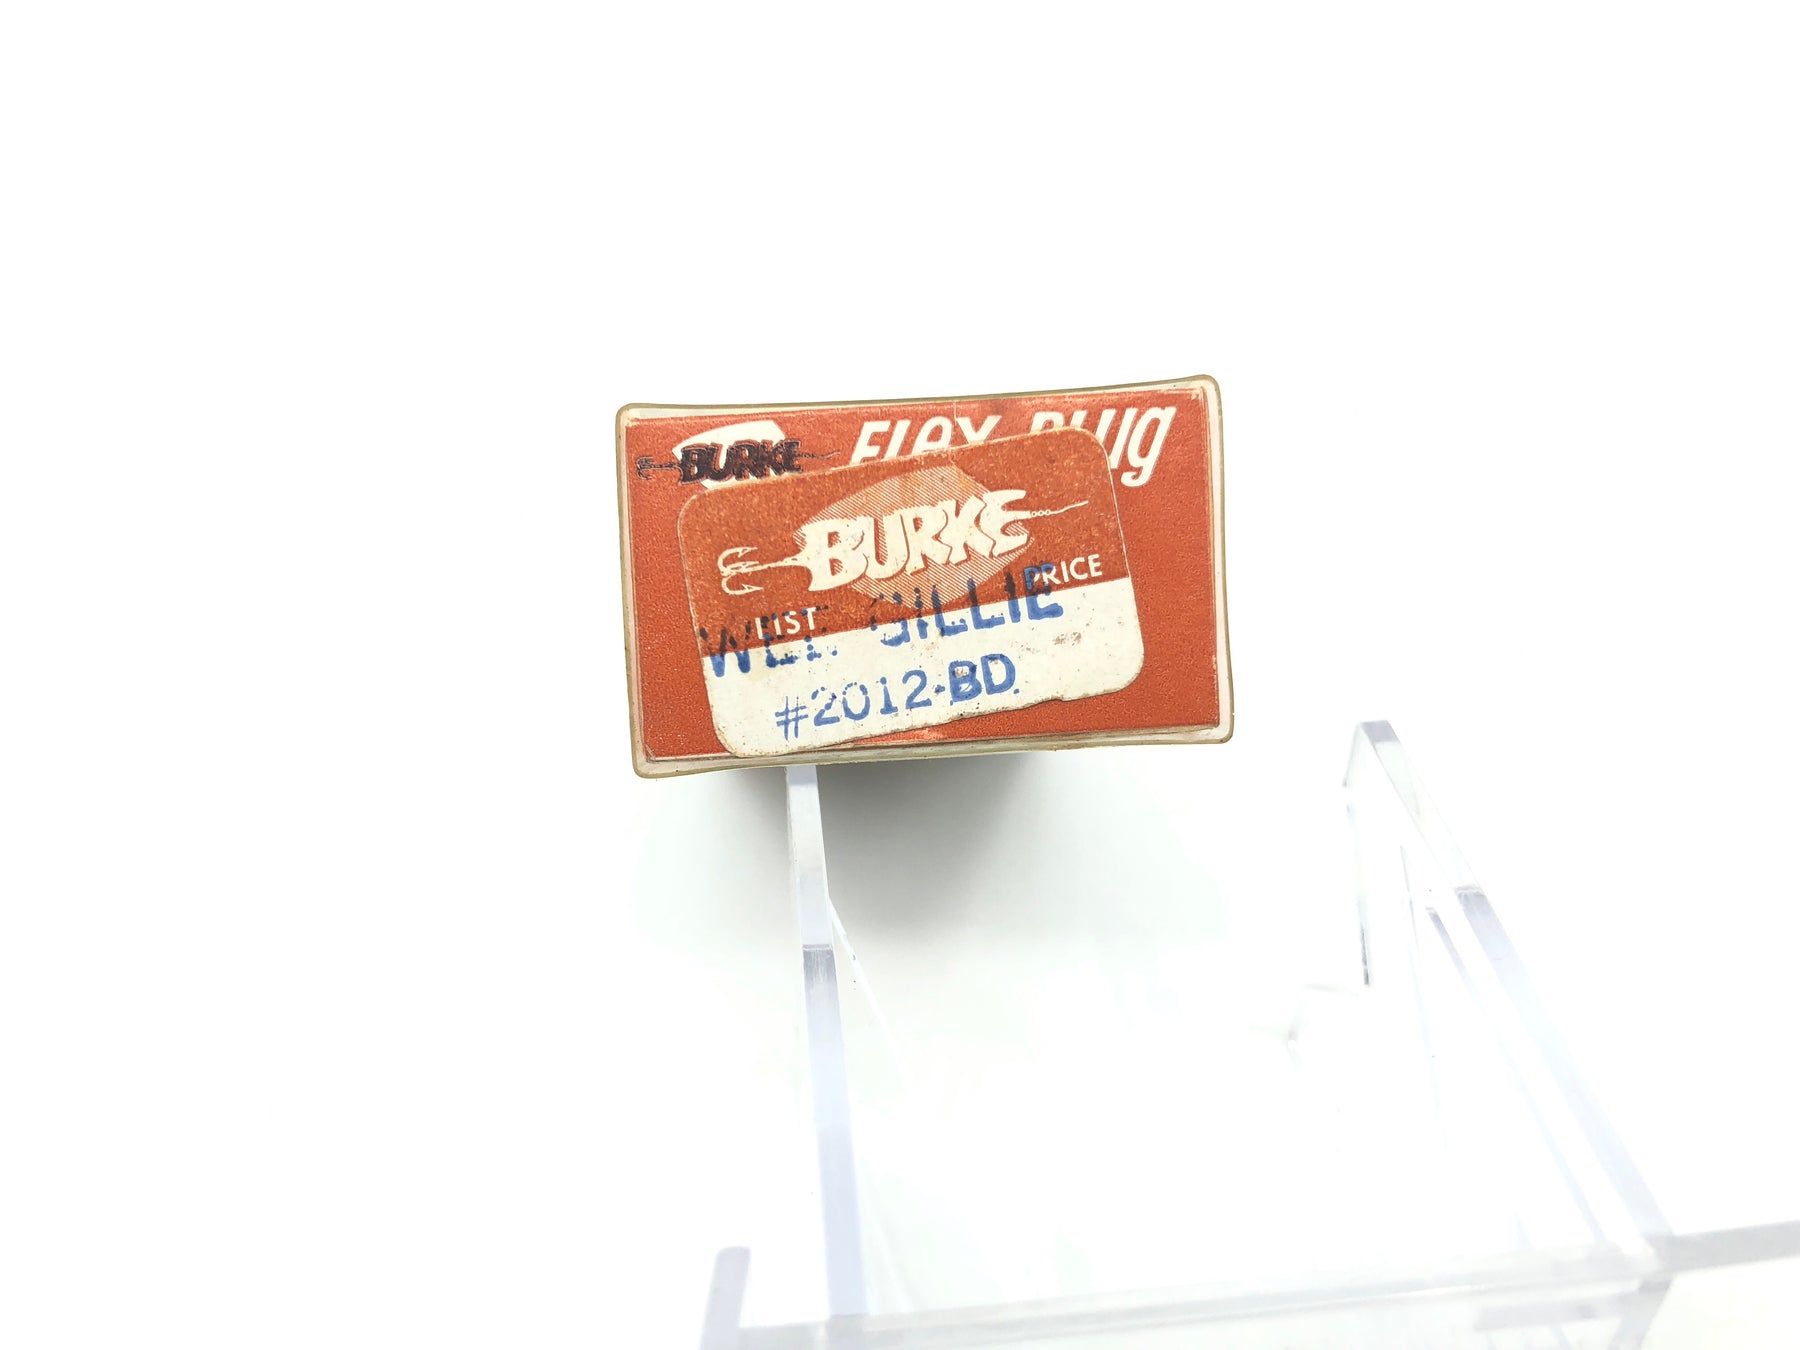 BURKE Flex Plug
BURKE
LIST PRICE
WEE GILLIE
#2012-BD